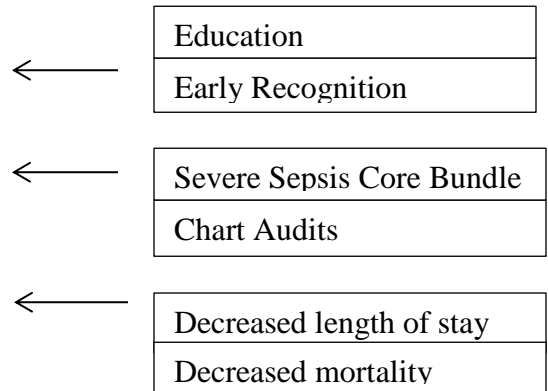 Education
Early Recognition
Severe Sepsis Core Bundle
Chart Audits
Decreased length of stay
Decreased mortality